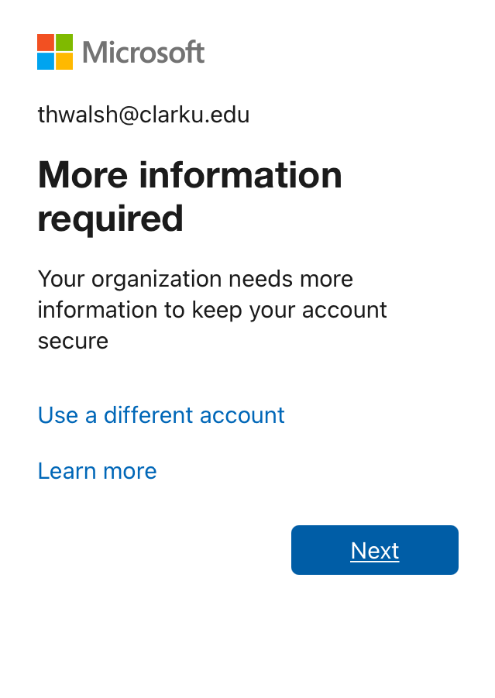 Microsoft
thwalsh@clarku.edu
More information
required
Your organization needs more
information to keep your account
secure
Use a different account
Learn more
Next